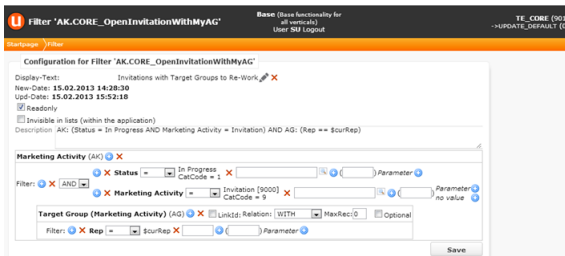 Filter 'AK.CORE_OpenInvitationWithMyAG'
Base (Base functionality for
all verticals)
User SU Logout
TE_CORE (901
->UPDATE_DEFAULT (0
Startpage Filter
Configuration for Filter 'AK.CORE_OpenInvitationWithMyAG'
Display-Text: Invitations with Target Groups to Re-Work
New-Date: 15.02.2013 14:28:30
Upd-Date: 15.02.2013 15:52:18
Readonly
Invisible in lists (within the application)
Description AK: (Status = In Progress AND Marketing Activity = Invitation) AND AG: (Rep == $curRep)
Marketing Activity (AK)
Filter: AND
Status = In Progress
CatCode = 1 ( ) Parameter
Marketing Activity = Invitation [9000]
CatCode = 9 ( ) Parameter
no value
Target Group (Marketing Activity) (AG) LinkId: Relation: WITH MaxRec: 0 Optional
Filter: Rep = $curRep ( ) Parameter
Save